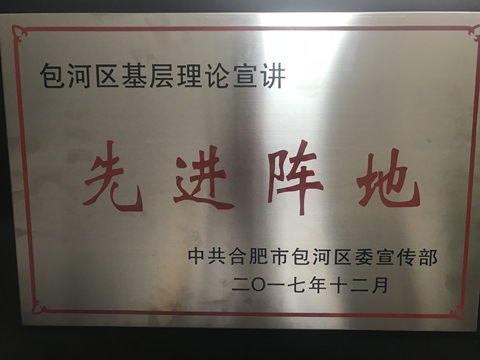 包河区基层理论宣讲
先进阵地
中共合肥市包河区委宣传部
二〇一七年十二月